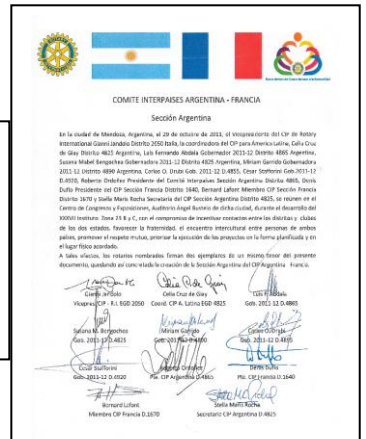 COMITE INTERPAISES ARGENTINA - FRANCIA
Sección Argentina
En la ciudad de Mendoza, Argentina, el 29 de octubre de 2011, el Vicepresidente del CIP de Rotary
International Gianni Jandolo Distrito 2050 Italia, la coordinadora del CIP para America Latina, Celia Cruz
de Giay Distrito 4825 Argentina, Luis Fernando Abdala Gobernador 2011-12 Distrito 4865 Argentina,
Susana Mabel Bengochea Gobernadora 2011-12 Distrito 4825 Argentina, Miriam Garrido Gobernadora
2011-12 Distrito 4890 Argentina, Carlos O. Gob. 2011-12 D.4855, Cesar Stafforini Gob.2011-12
D.4920, Roberto Ordoñez Presidente del Comité Interpaíses Sección Argentina Distrito 4865, Denis
Presidente del CIP Sección Francia Distrito 1640, Bernard Lafont Miembro CIP Sección Francia
Distrito 1670 y Stella Maris Rocha Secretaria del CIP Sección Argentina Distrito 4825, se reúnen en el
Centro de Congresos y Exposiciones, Auditorio Angel Bustelo de dicha ciudad, durante el desarrollo del
Instituto Zona 23 B y C, con el compromiso de incentivar contactos entre los distritos y clubes
de los dos estados, favorecer la fraternidad, el encuentro intercultural entre personas de ambos
países, promover el respeto mutuo, priorizar la ejecución de los proyectos en la forma planificada y en
el lugar físico acordado.
A tales efectos, los rotarios nombrados firman dos ejemplares de un mismo tenor del presente
documento, quedando así concretada la creación de la Sección Argentina del CIP Argentina Francia.
Gianni Jandolo Celia Cruz de Giay Luis F. Abdala
Vicepres. CIP - R.I. EGD 2050 Coord. CIP A. Latina EGD 4825 Gob. 2011-12 D.4865
Susana M. Bengochea Miriam Garrido Carlos O.
Gob. 2011-12 D.4825 Gob. 2011-12 D.4890 Gob. 2011-12 D.4855
Cesar Stafforini Roberto Ordoñez Denis
Gob. 2011-12 D.4920 Pte. CIP Argentina D.4865 Pte. CIP Francia D.1640
Bernard Lafont Stella Maris Rocha
Miembro CIP Francia D.1670 Secretaria CIP Argentina D.4825